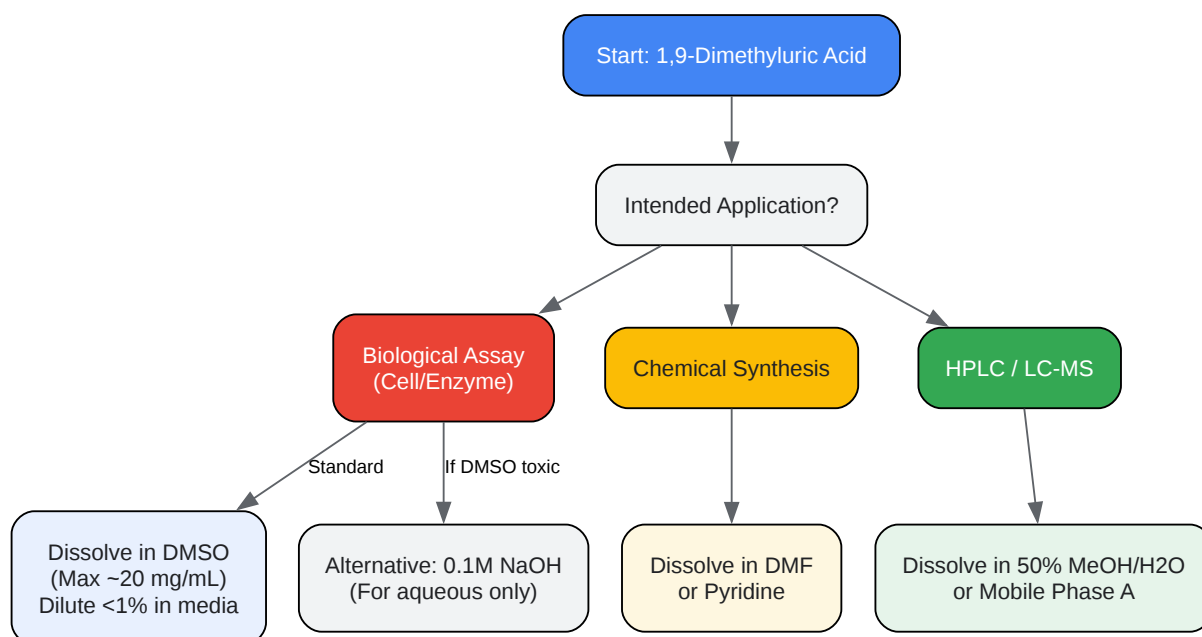 Start: 1,9-Dimethyluric Acid
Intended Application?
Biological Assay
(Cell/Enzyme)
Chemical Synthesis
HPLC / LC-MS
Standard
If DMSO toxic
Dissolve in DMSO
(Max ~20 mg/mL)
Dilute <1% in media
Alternative: 0.1M NaOH
(For aqueous only)
Dissolve in DMF
or Pyridine
Dissolve in 50% MeOH/H2O
or Mobile Phase A